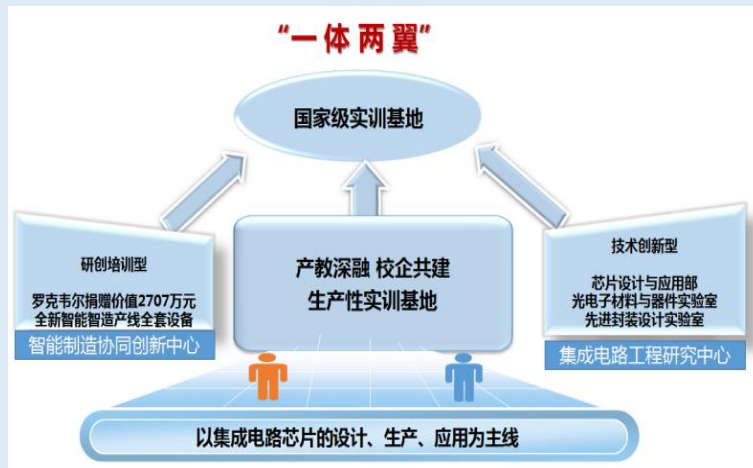 “一体两翼”
国家级实训基地
研创培训型
罗克韦尔捐赠价值2707万元
全新智能智造产线全套设备
智能制造协同创新中心
产教深融 校企共建
生产性实训基地
技术创新型
芯片设计与应用部
光电子材料与器件实验室
先进封装设计实验室
集成电路工程研究中心
以集成电路芯片的设计、生产、应用为主线